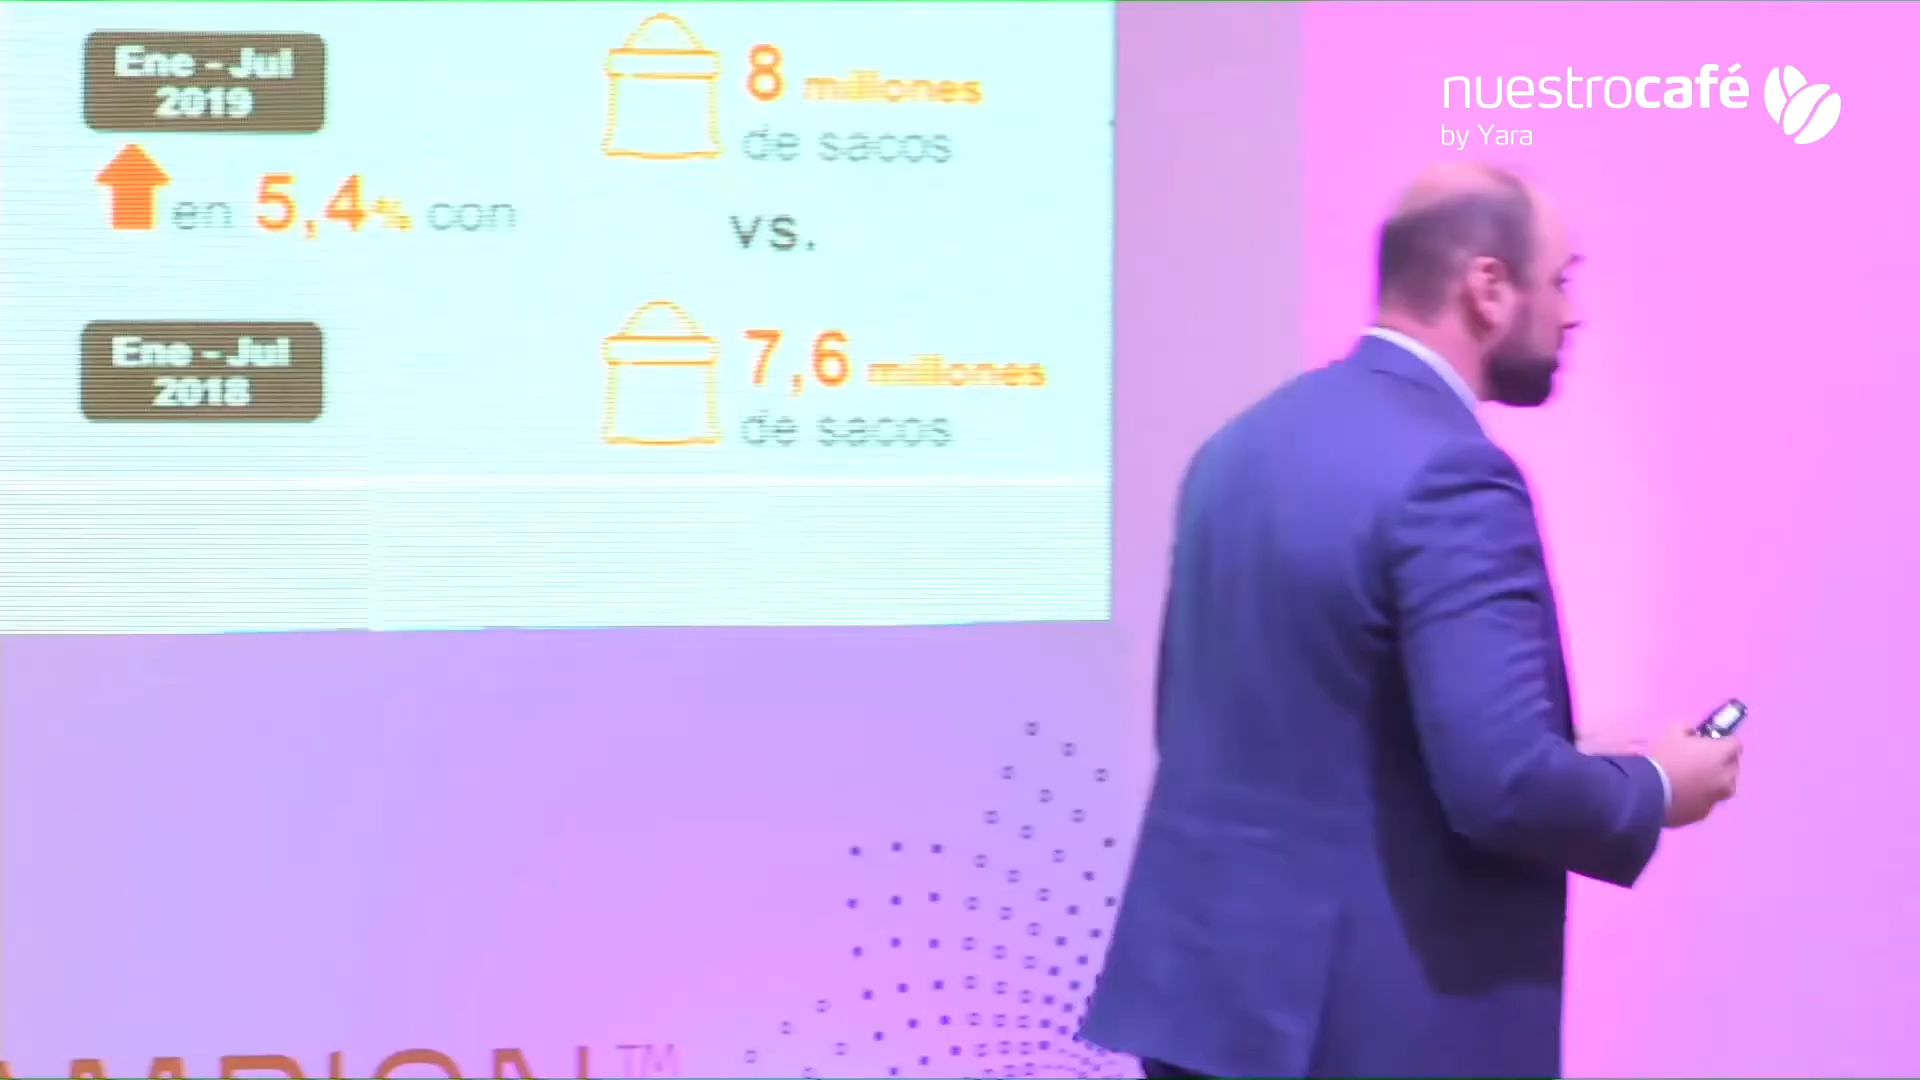 Ene - Jul
2019
en 5,4% con
8 millones
de sacos
vs.
Ene - Jul
2018
7,6 millones
de sacos
nuestrocafé
by Yara
AMPION™